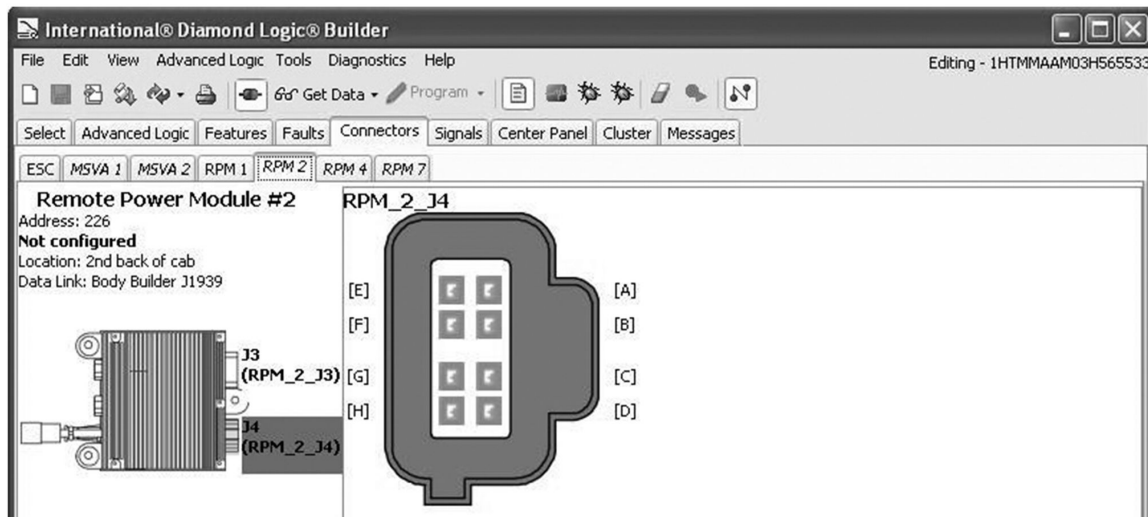 International® Diamond Logic® Builder
File Edit View Advanced Logic Tools Diagnostics Help
Editing - 1HTMMAAM03H565533
Get Data Program
Select Advanced Logic Features Faults Connectors Signals Center Panel Cluster Messages
ESC MSVA 1 MSVA 2 RPM 1 RPM 2 RPM 4 RPM 7
Remote Power Module #2
Address: 226
Not configured
Location: 2nd back of cab
Data Link: Body Builder J1939
J3
(RPM_2_J3)
J4
(RPM_2_J4)
RPM_2_J4
[E] [A]
[F] [B]
[G] [C]
[H] [D]